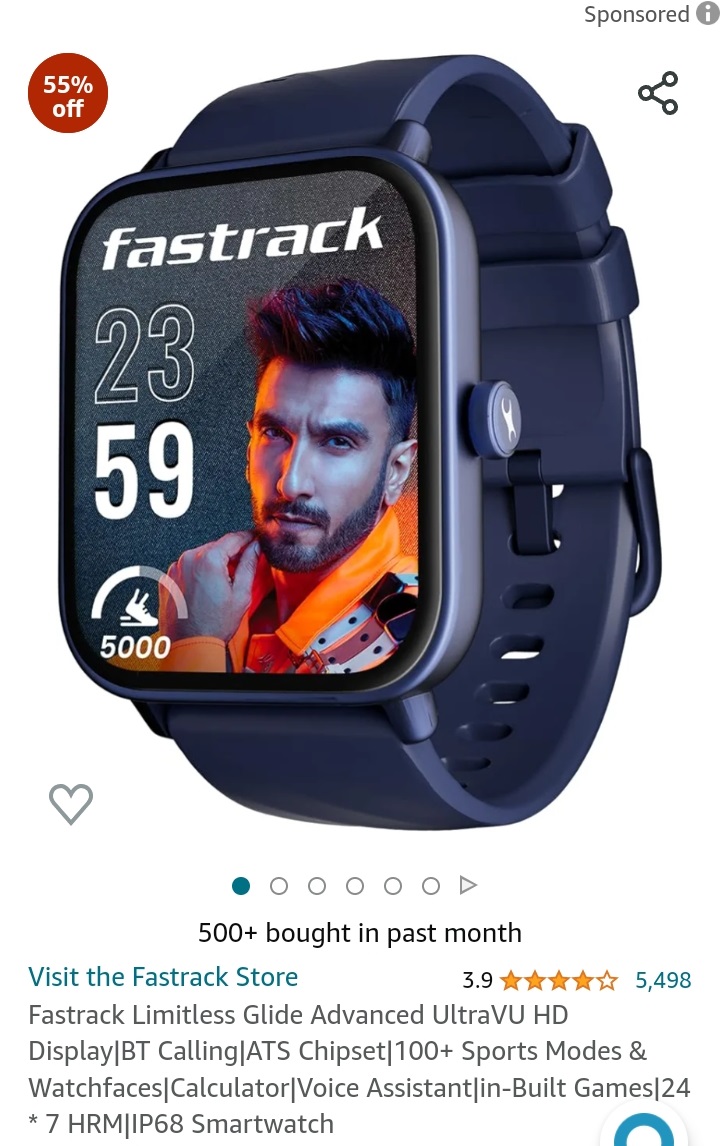 Sponsored
55%
off
fastrack
23
59
5000
500+ bought in past month
Visit the Fastrack Store
3.9
5,498
Fastrack Limitless Glide Advanced UltraVU HD
Display|BT Calling|ATS Chipset|100+ Sports Modes &
Watchfaces|Calculator|Voice Assistant|in-Built Games|24
* 7 HRM|IP68 Smartwatch